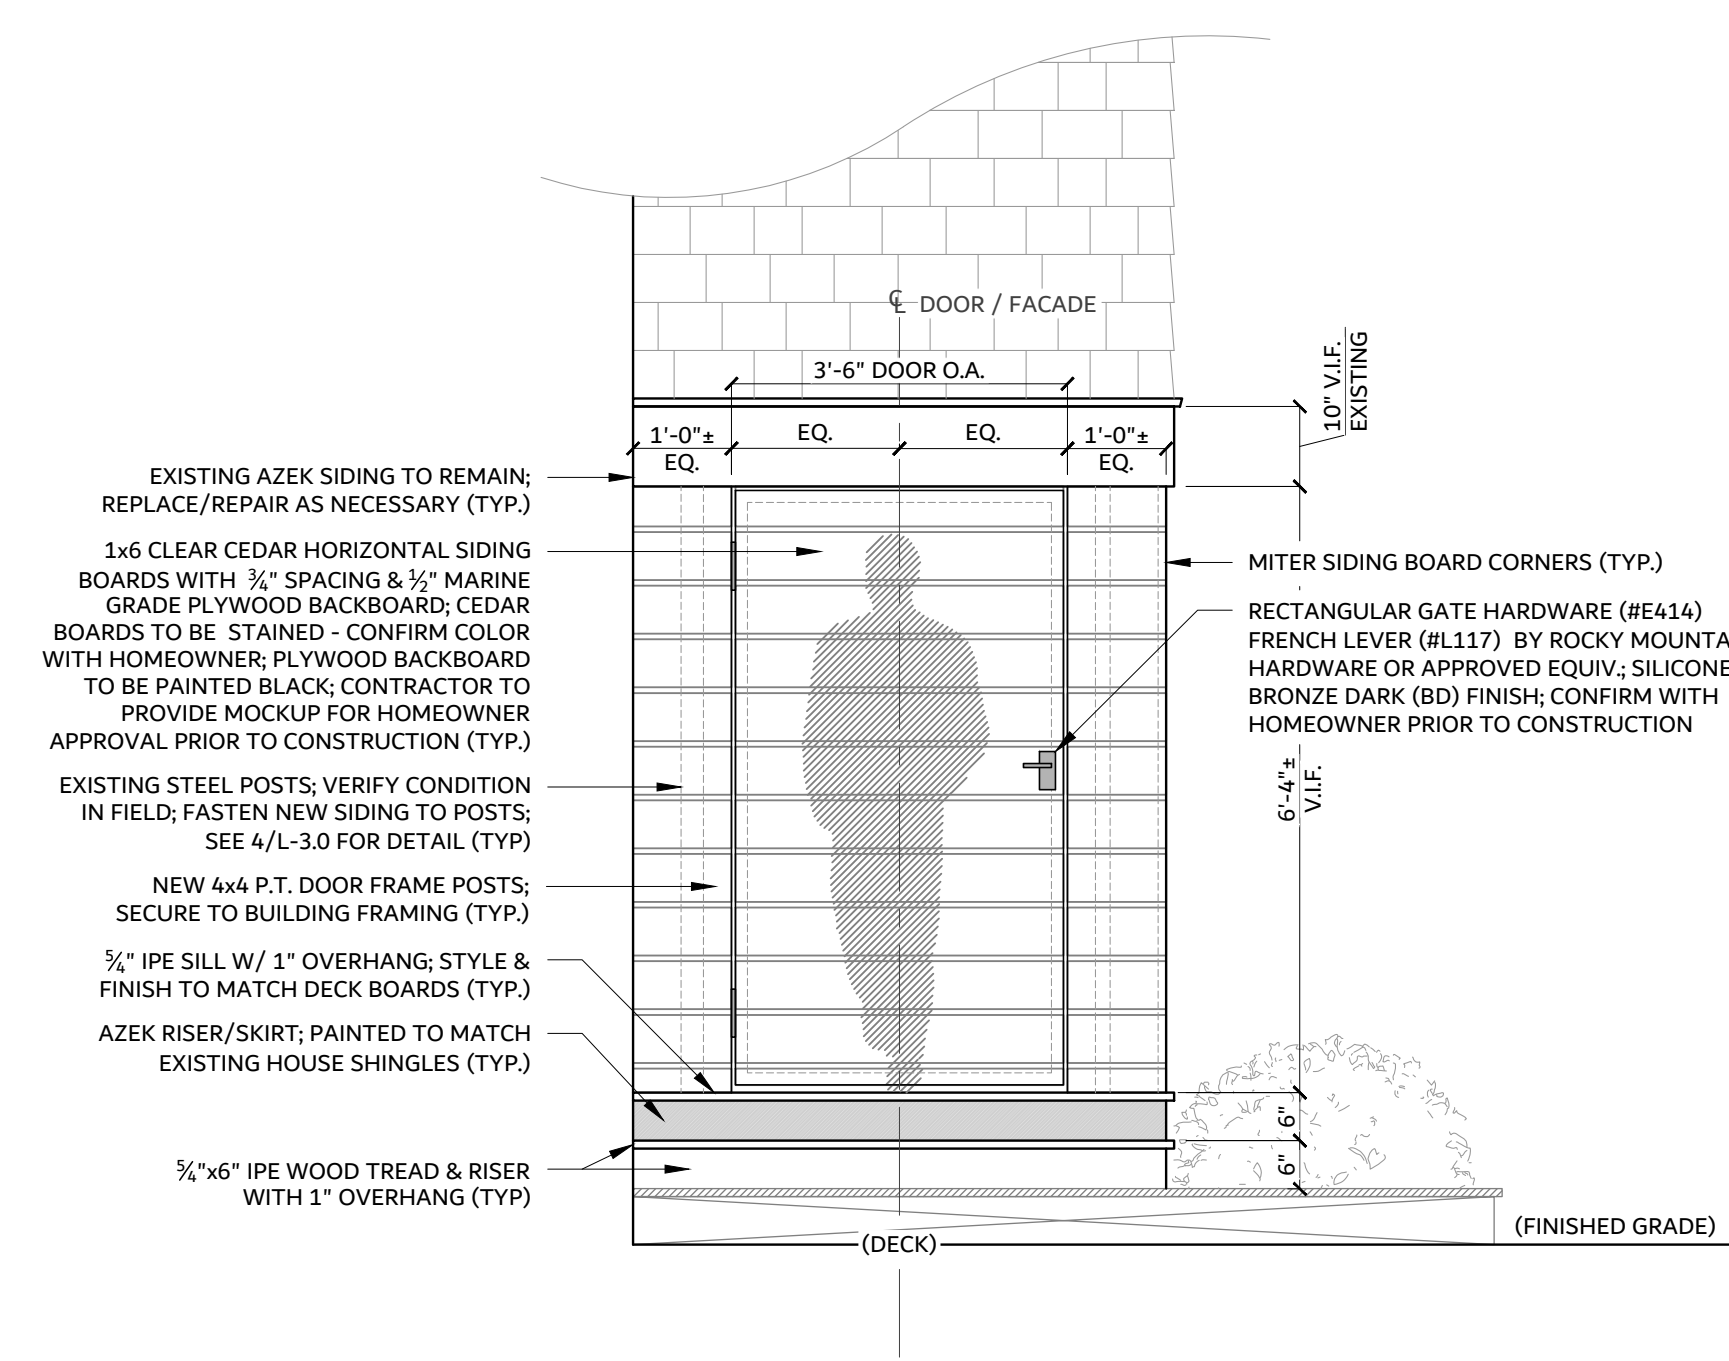 ℄ DOOR / FACADE
3'-6" DOOR O.A.
10" V.I.F.
EXISTING
1'-0"±
EQ.
EQ.
EQ.
1'-0"±
EQ.
EXISTING AZEK SIDING TO REMAIN;
REPLACE/REPAIR AS NECESSARY (TYP.)
1x6 CLEAR CEDAR HORIZONTAL SIDING
BOARDS WITH ¾" SPACING & ½" MARINE
GRADE PLYWOOD BACKBOARD; CEDAR
BOARDS TO BE STAINED - CONFIRM COLOR
WITH HOMEOWNER; PLYWOOD BACKBOARD
TO BE PAINTED BLACK; CONTRACTOR TO
PROVIDE MOCKUP FOR HOMEOWNER
APPROVAL PRIOR TO CONSTRUCTION (TYP.)
EXISTING STEEL POSTS; VERIFY CONDITION
IN FIELD; FASTEN NEW SIDING TO POSTS;
SEE 4/L-3.0 FOR DETAIL (TYP)
NEW 4x4 P.T. DOOR FRAME POSTS;
SECURE TO BUILDING FRAMING (TYP.)
5⁄4" IPE SILL W/ 1" OVERHANG; STYLE &
FINISH TO MATCH DECK BOARDS (TYP.)
AZEK RISER/SKIRT; PAINTED TO MATCH
EXISTING HOUSE SHINGLES (TYP.)
5⁄4"x6" IPE WOOD TREAD & RISER
WITH 1" OVERHANG (TYP)
MITER SIDING BOARD CORNERS (TYP.)
RECTANGULAR GATE HARDWARE (#E414)
FRENCH LEVER (#L117) BY ROCKY MOUNTA
HARDWARE OR APPROVED EQUIV.; SILICONE
BRONZE DARK (BD) FINISH; CONFIRM WITH
HOMEOWNER PRIOR TO CONSTRUCTION
6'-4"±
V.I.F.
6"
6"
(FINISHED GRADE)
(DECK)